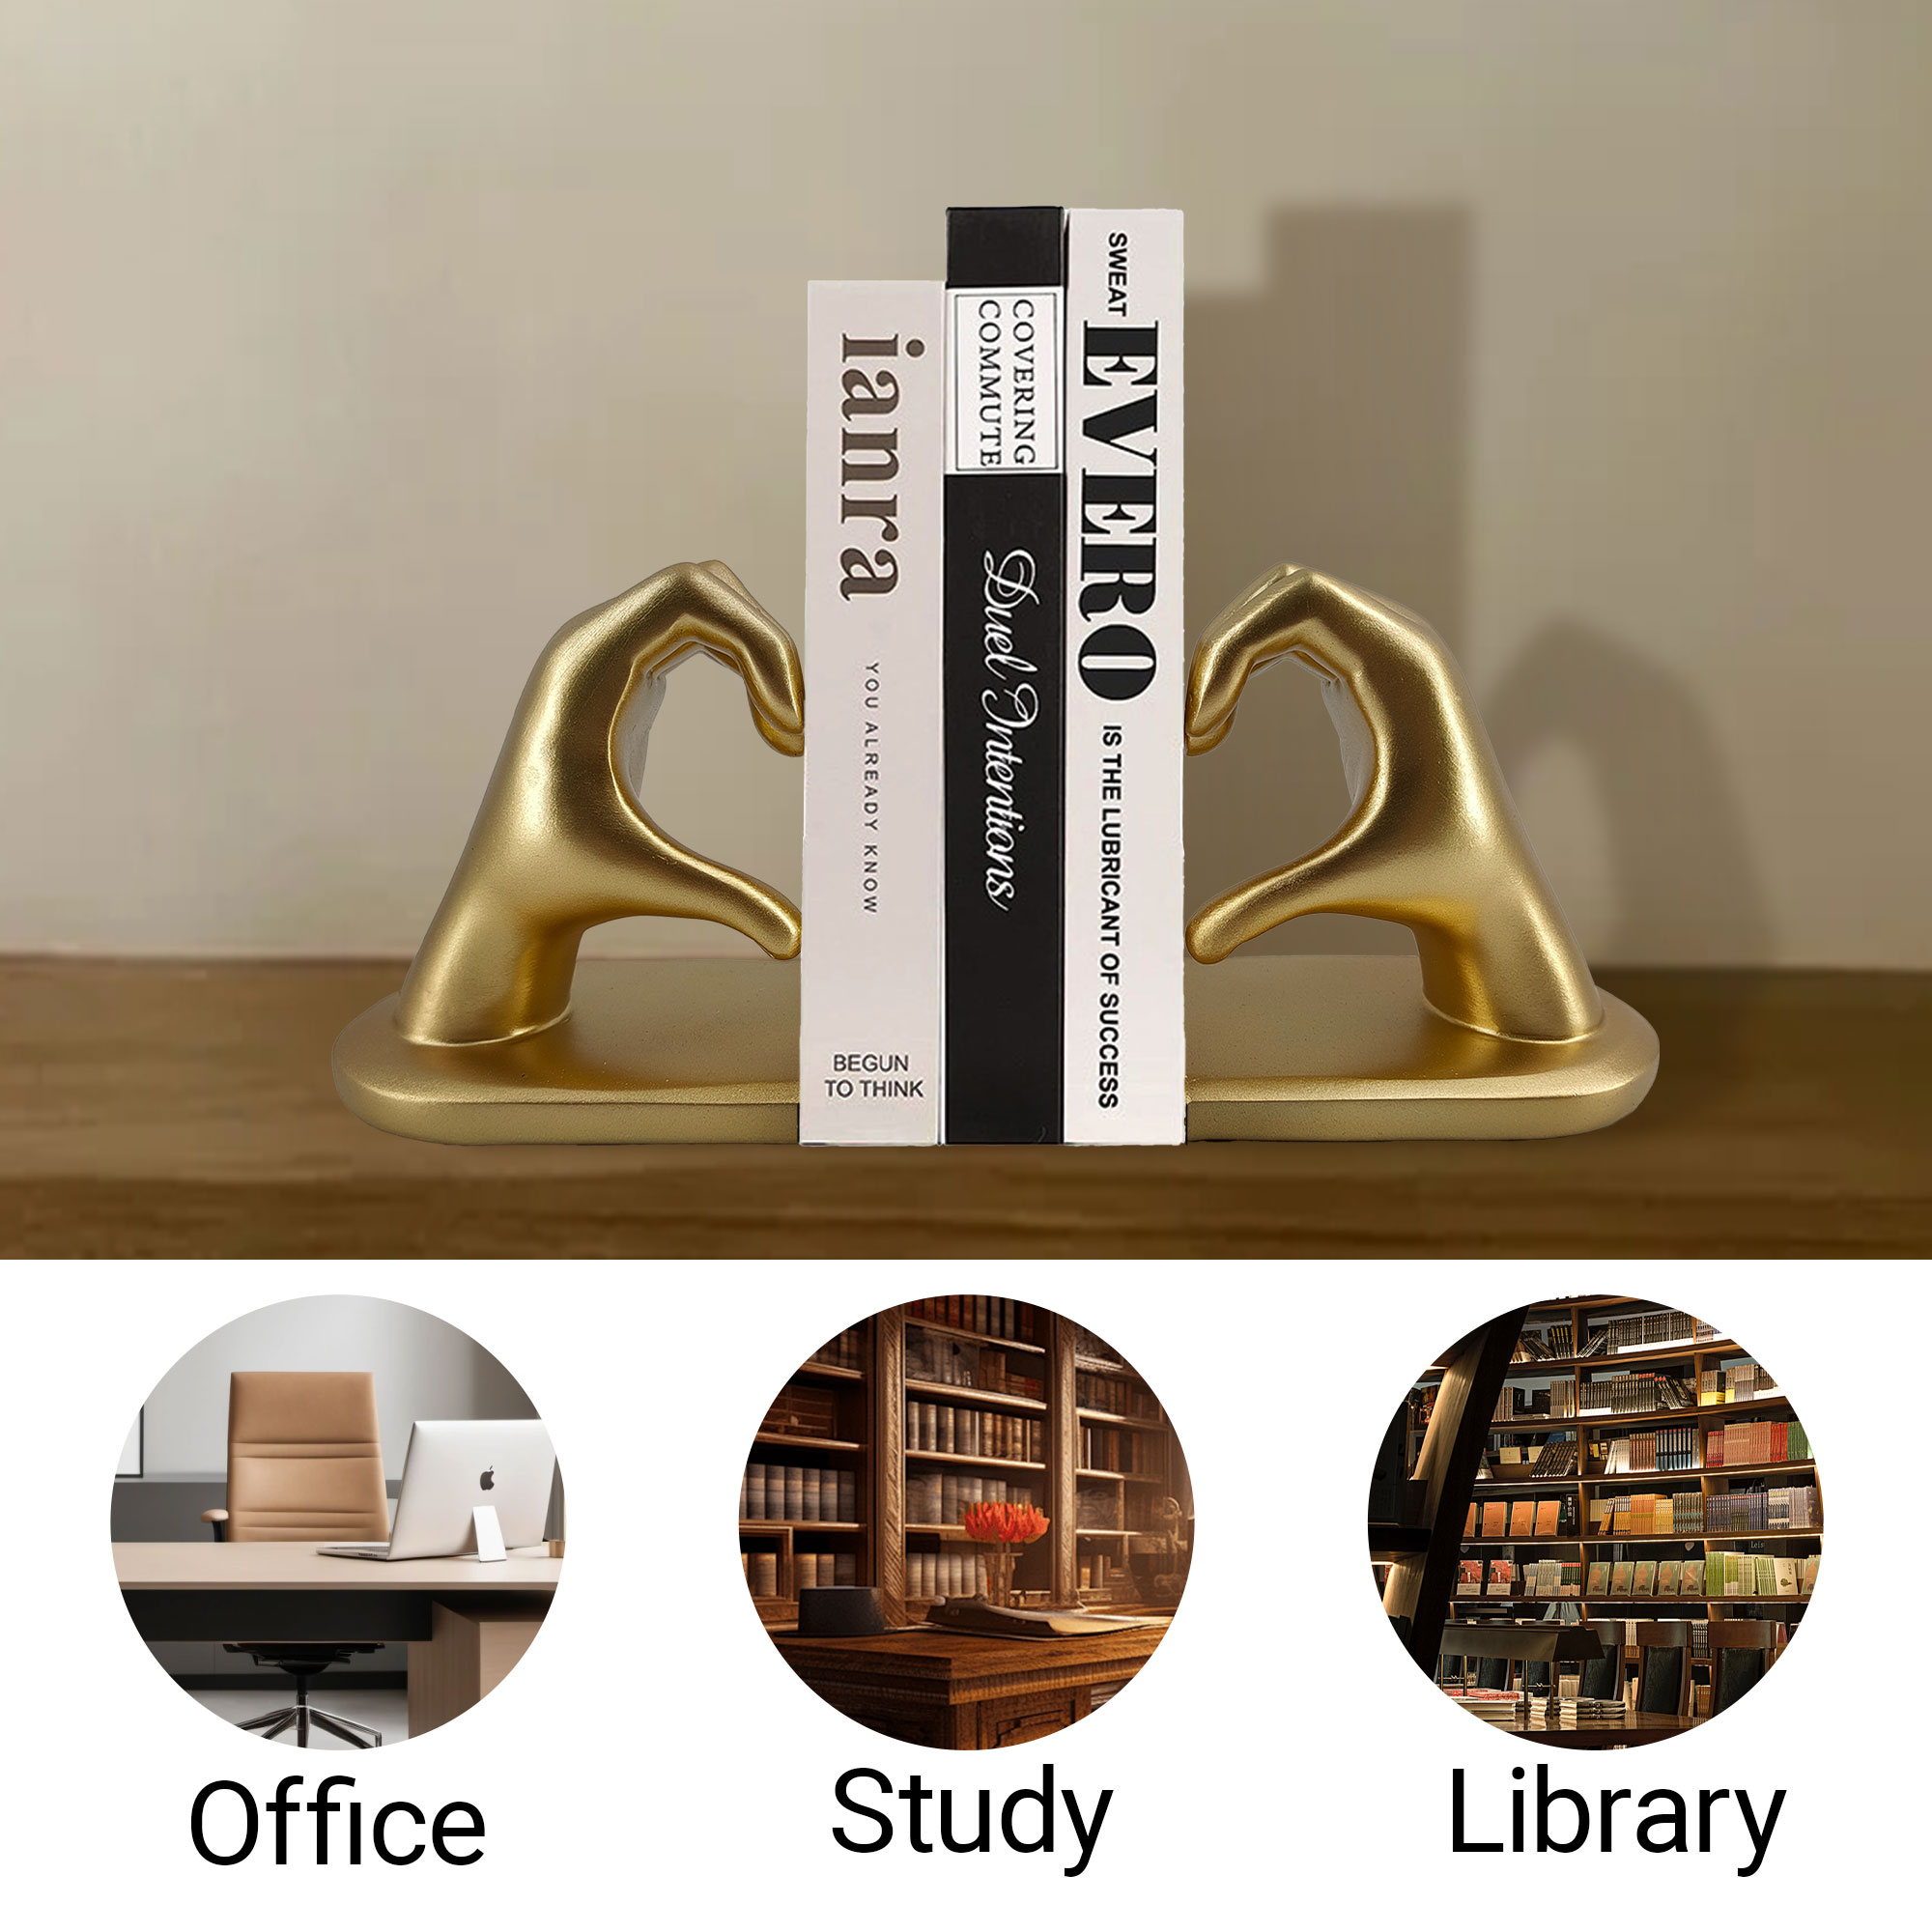 ianra
YOU ALREADY KNOW
BEGUN
TO THINK
COVERING
COMMUTE
Duel Intentions
SWEAT EVERO IS THE LUBRICANT OF SUCCESS
Office
Study
Library